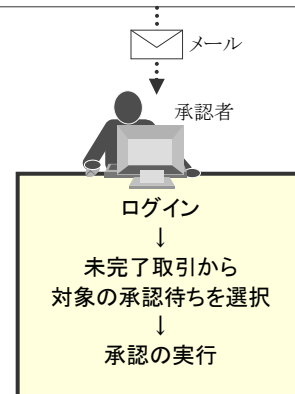 メール
承認者
ログイン
↓
未完了取引から
対象の承認待ちを選択
↓
承認の実行